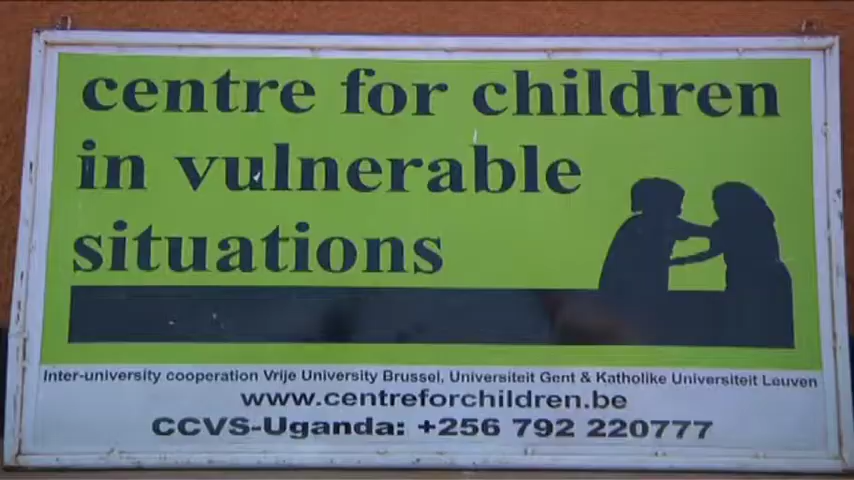 centre for children
in vulnerable
situations
Inter-university cooperation Vrije University Brussel, Universiteit Gent & Katholike Universiteit Leuven
www.centreforchildren.be
CCVS-Uganda: +256 792 220777